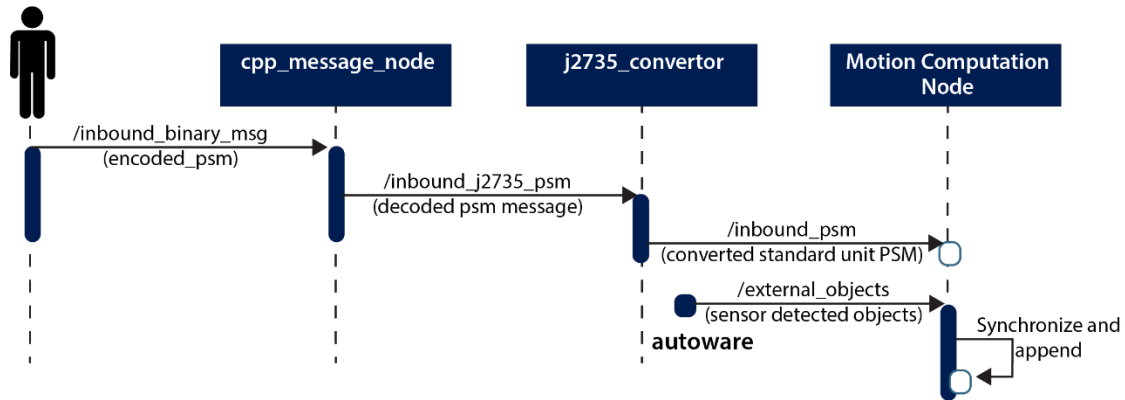 cpp_message_node
j2735_convertor
Motion Computation
Node
/inbound_binary_msg
(encoded_psm)
/inbound_j2735_psm
(decoded psm message)
/inbound_psm
(converted standard unit PSM)
/external_objects
(sensor detected objects)
autoware
Synchronize and
append